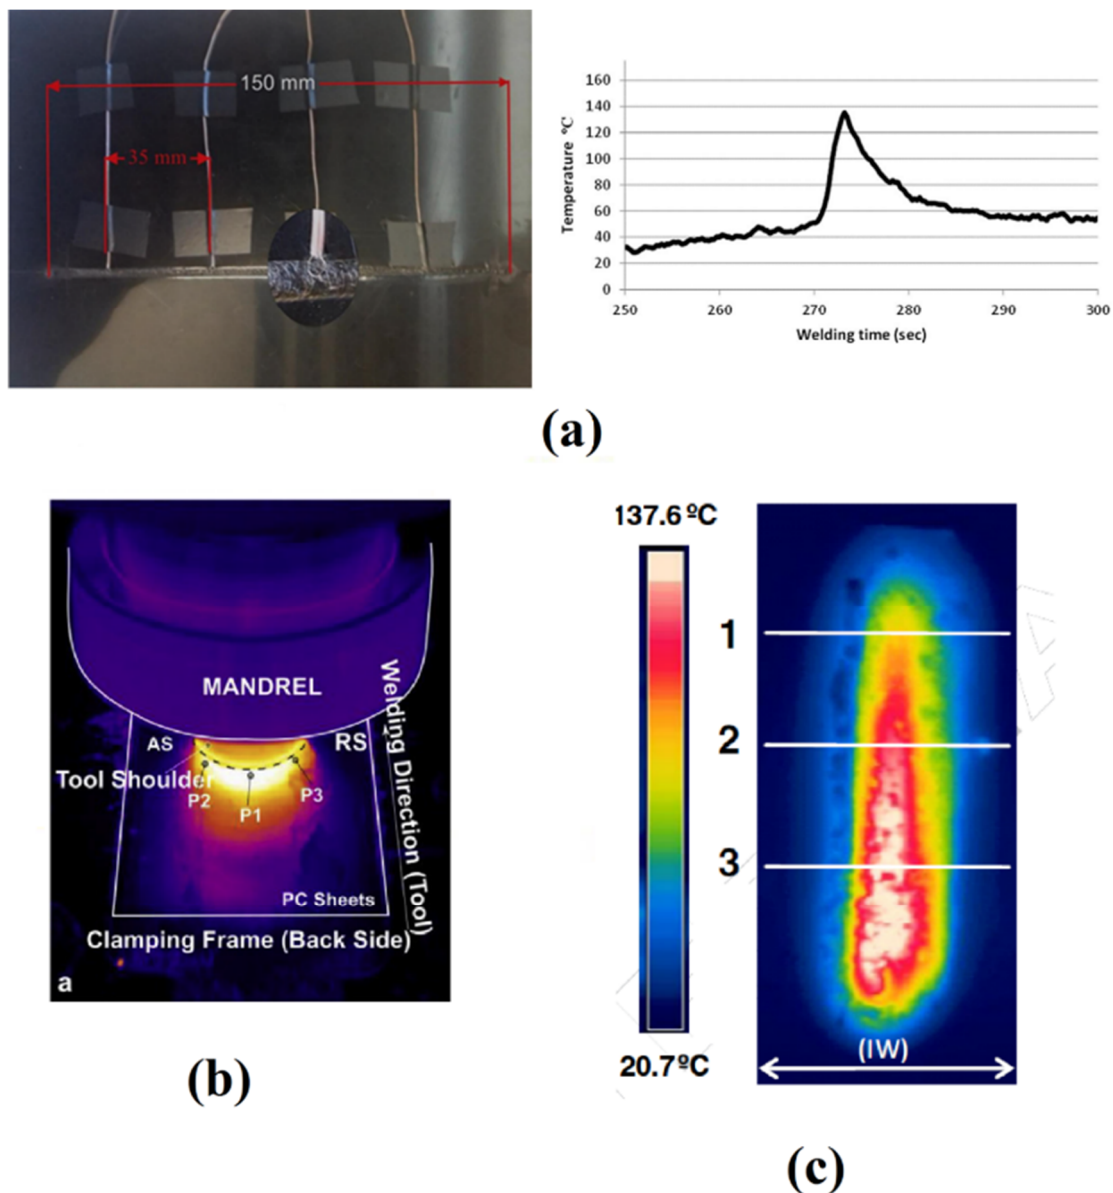 150 mm
35 mm
Temperature °C
160
140
120
100
80
60
40
20
0
250
260
270
280
290
300
Welding time (sec)
(a)
MANDREL
AS
RS
Tool Shoulder
P2
P1
P3
Welding Direction (Tool)
PC Sheets
Clamping Frame (Back Side)
a
(b)
137.6 ºC
20.7ºC
1
2
3
(IW)
(c)